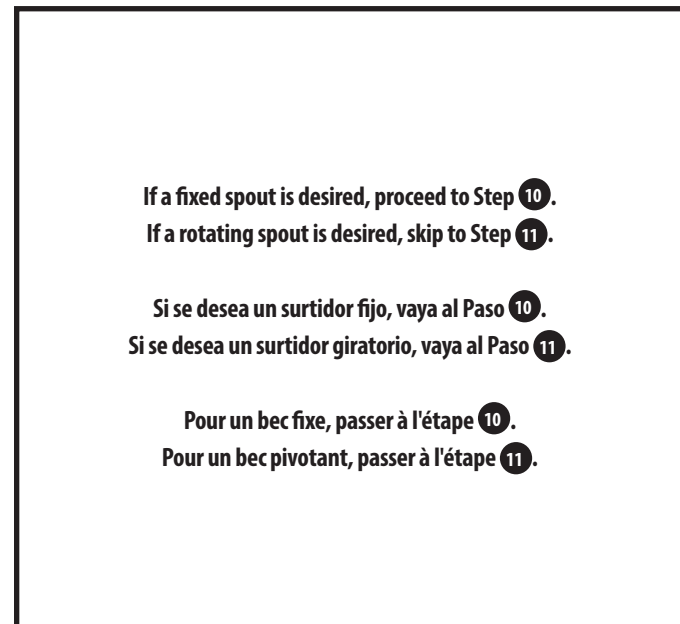 If a fixed spout is desired, proceed to Step 10.
If a rotating spout is desired, skip to Step 11.
Si se desea un surtidor fijo, vaya al Paso 10.
Si se desea un surtidor giratorio, vaya al Paso 11.
Pour un bec fixe, passer à l'étape 10.
Pour un bec pivotant, passer à l'étape 11.